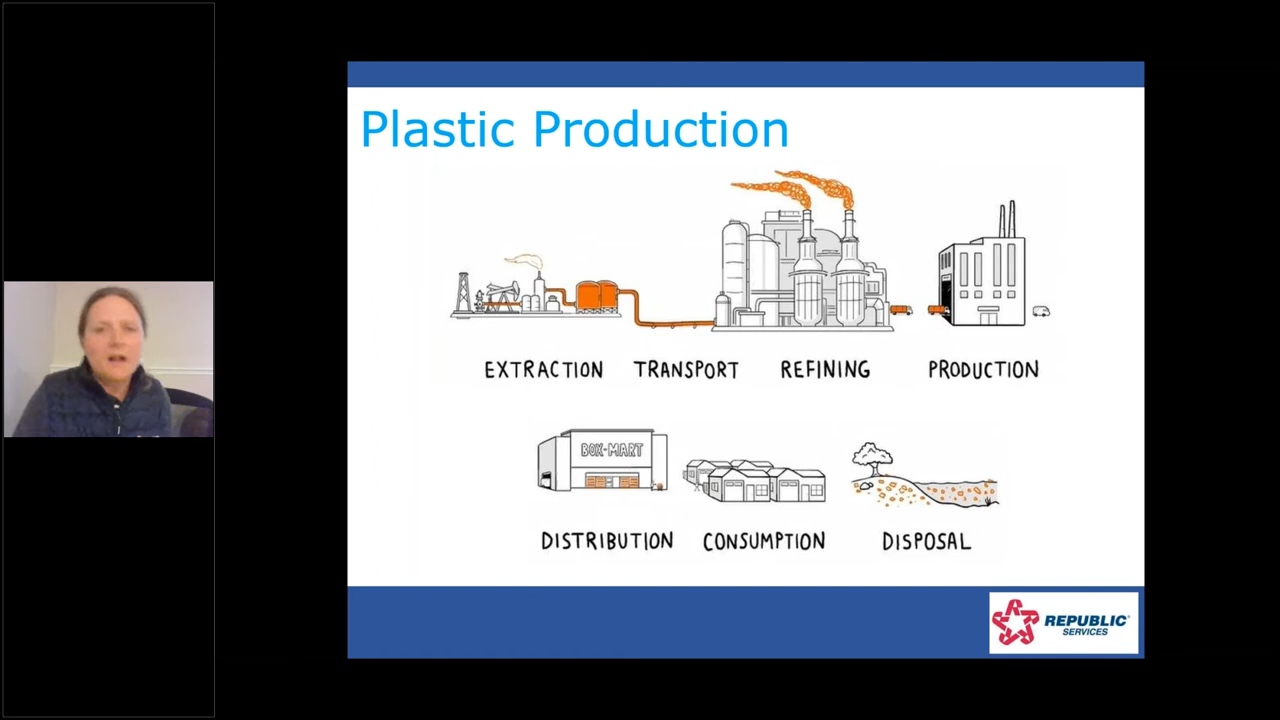 Plastic Production
EXTRACTION TRANSPORT REFINING PRODUCTION
BOX-MART
DISTRIBUTION CONSUMPTION DISPOSAL
REPUBLIC
SERVICES